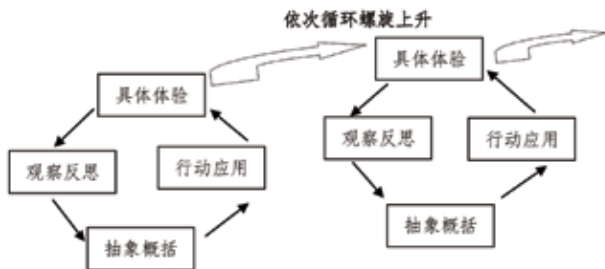 依次循环螺旋上升
具体体验
观察反思
行动应用
抽象概括
具体体验
观察反思
行动应用
抽象概括